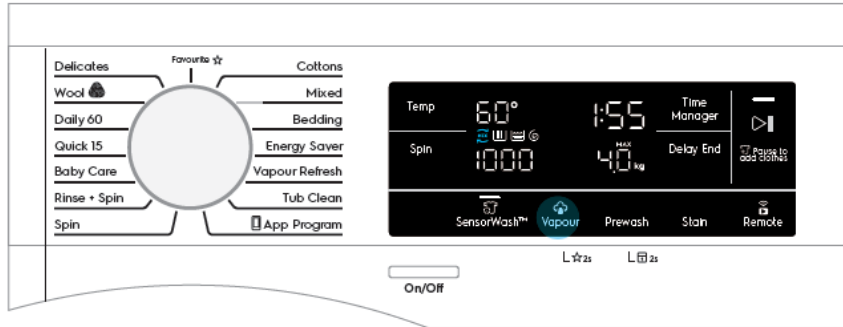 Favourite ☆
Delicates
Wool
Daily 60
Quick 15
Baby Care
Rinse + Spin
Spin
Cottons
Mixed
Bedding
Energy Saver
Vapour Refresh
Tub Clean
App Program
Temp
60°
1:55
Time
Manager
Spin
1000
MAX
4.0 kg
Delay End
Pause to
add clothes
SensorWash™
Vapour
Prewash
Stain
Remote
☆ 2s
2s
On/Off